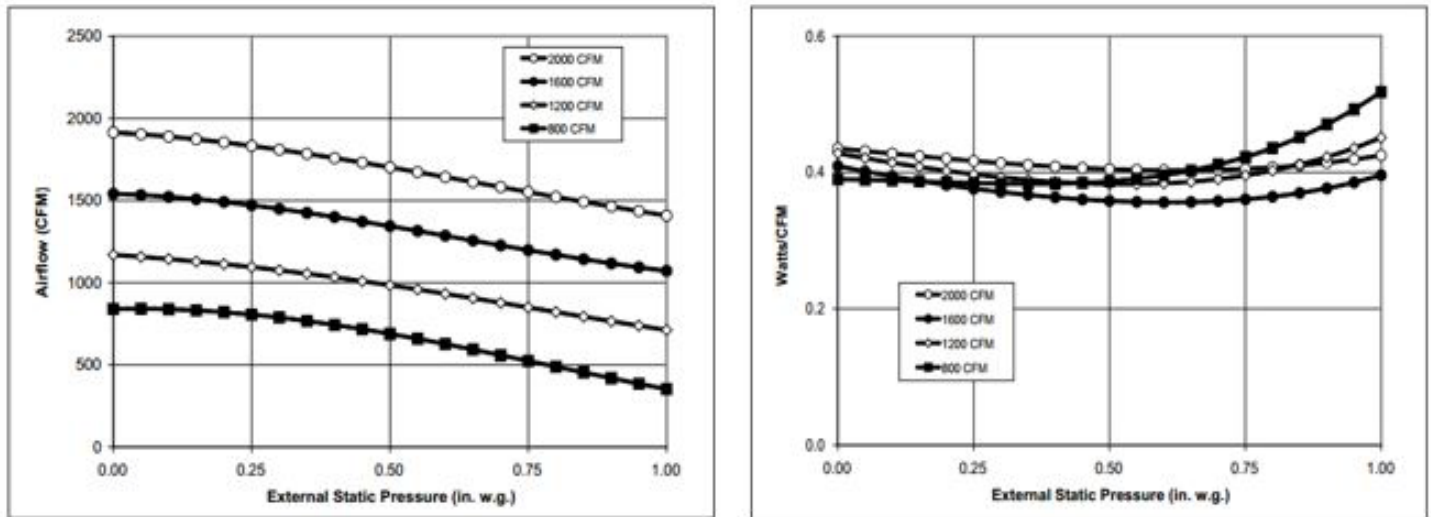 2500
2000
1500
1000
500
0
Airflow (CFM)
2000 CFM
1600 CFM
1200 CFM
800 CFM
0.00 0.25 0.50 0.75 1.00
External Static Pressure (in. w.g.)
0.6
0.4
0.2
0.0
Watts/CFM
2000 CFM
1600 CFM
1200 CFM
800 CFM
0.00 0.25 0.50 0.75 1.00
External Static Pressure (in. w.g.)